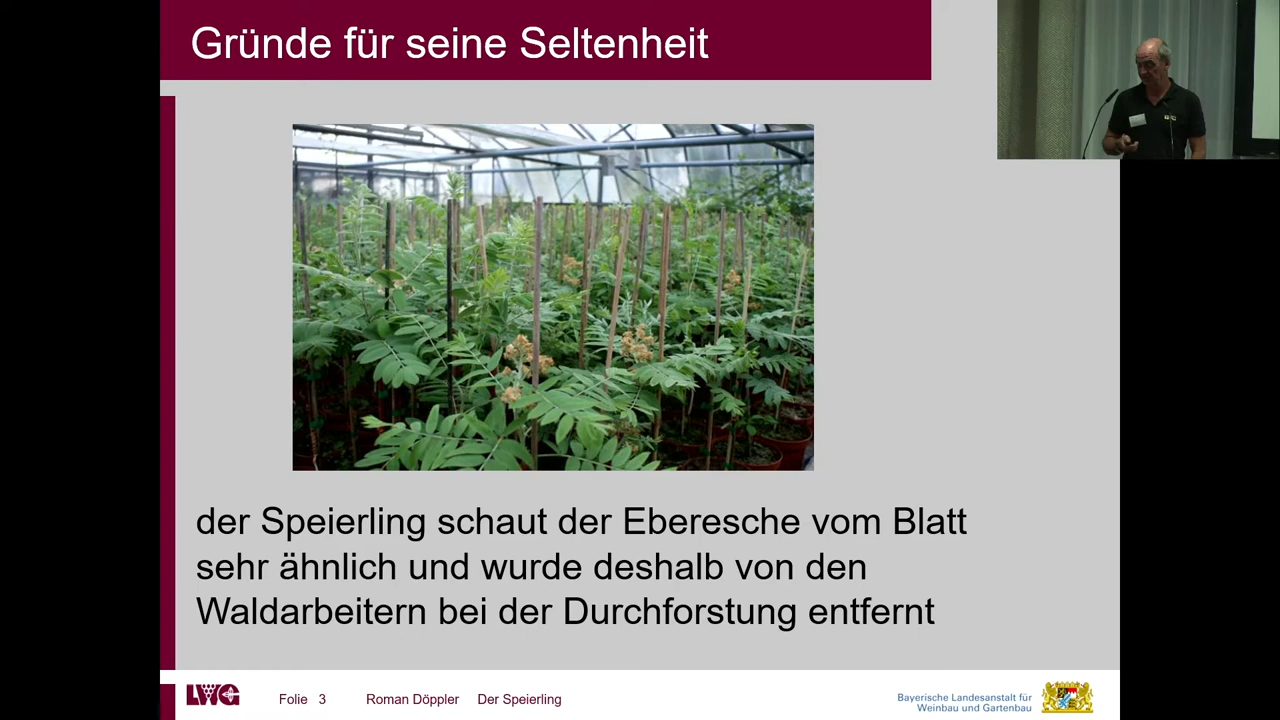 Gründe für seine Seltenheit
der Speierling schaut der Eberesche vom Blatt
sehr ähnlich und wurde deshalb von den
Waldarbeitern bei der Durchforstung entfernt
LWG
Folie 3
Roman Döppler Der Speierling
Bayerische Landesanstalt für
Weinbau und Gartenbau